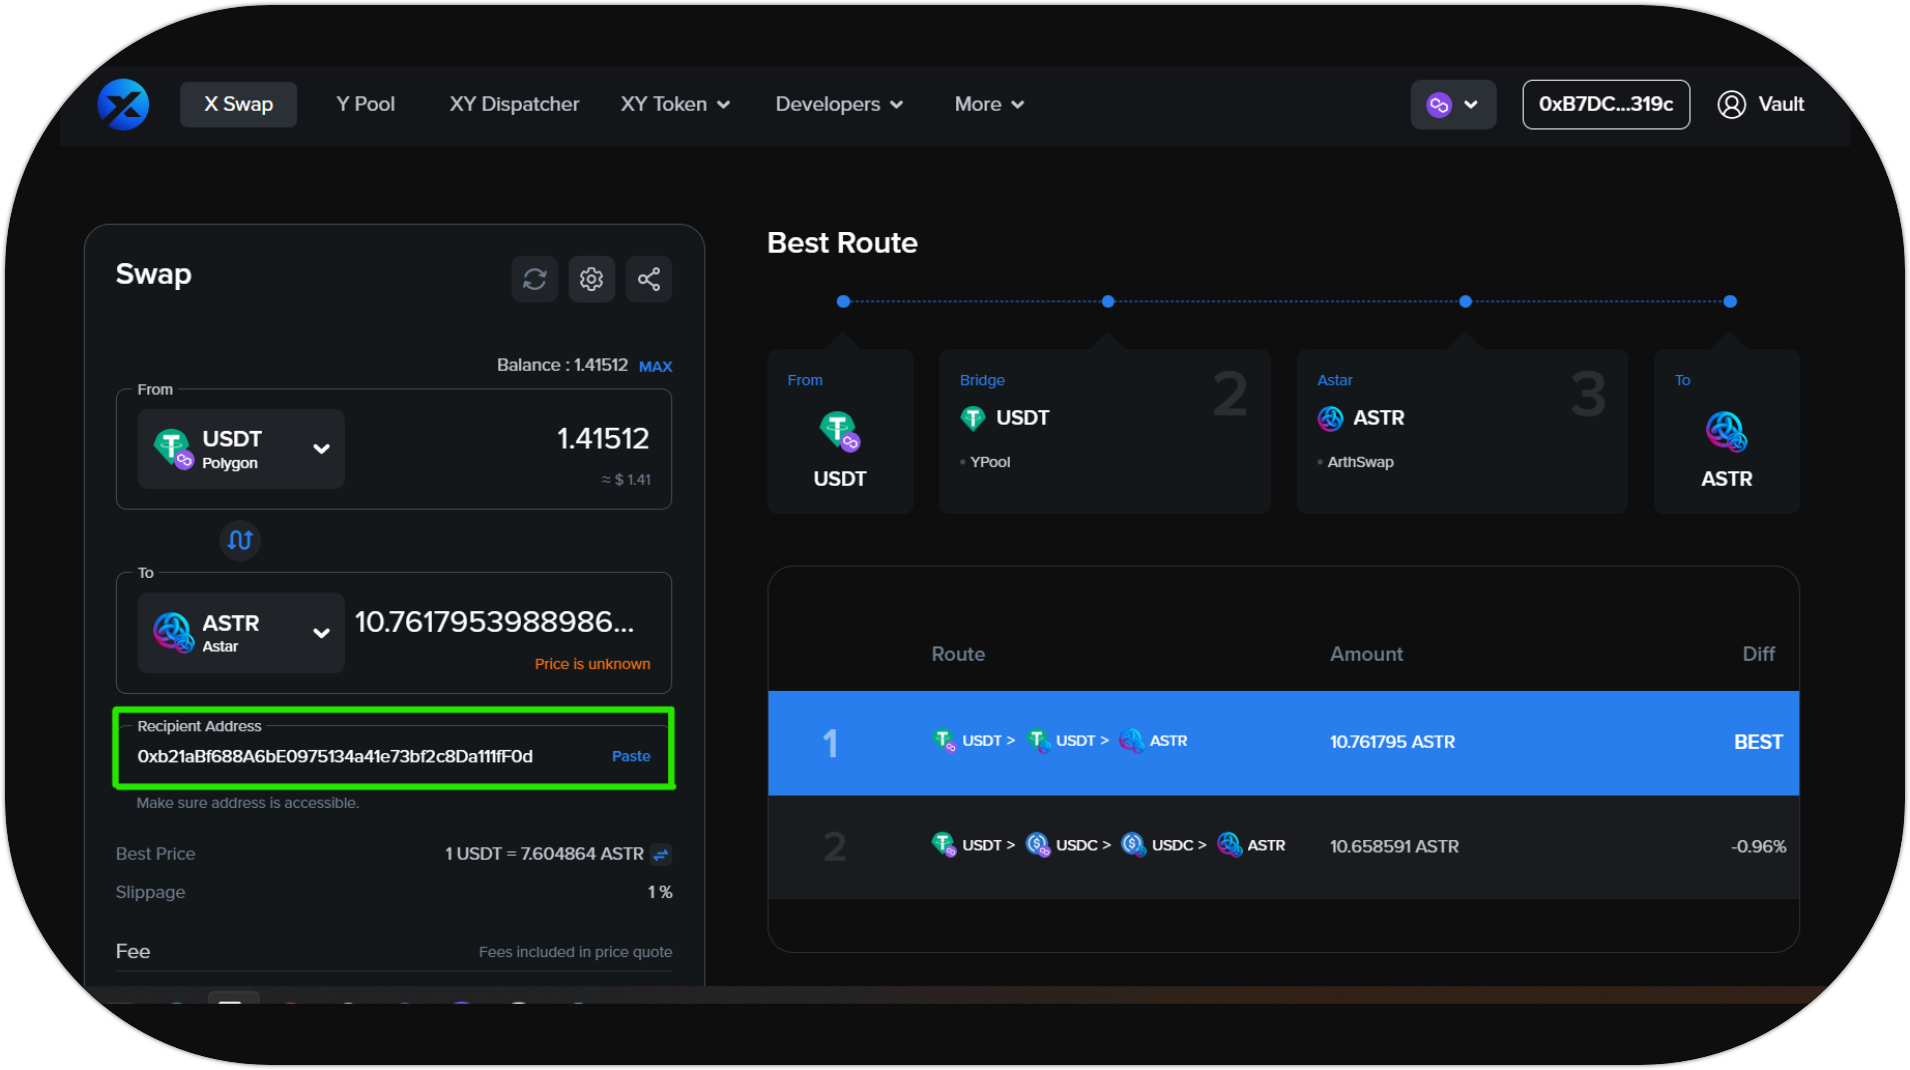 X Swap
Y Pool
XY Dispatcher
XY Token
Developers
More
0xB7DC...319c
Vault
Swap
Balance : 1.41512 MAX
From
USDT
Polygon
1.41512
≈ $ 1.41
To
ASTR
Astar
10.7617953988986...
Price is unknown
Recipient Address
0xb21aBf688A6bE0975134a41e73bf2c8Da111fF0d
Paste
Make sure address is accessible.
Best Price
1 USDT = 7.604864 ASTR
Slippage
1 %
Fee
Fees included in price quote
Best Route
From
USDT
Bridge
2
USDT
YPool
Astar
3
ASTR
ArthSwap
To
ASTR
Route Amount Diff
1 USDT > USDT > ASTR 10.761795 ASTR BEST
2 USDT > USDC > USDC > ASTR 10.658591 ASTR -0.96%